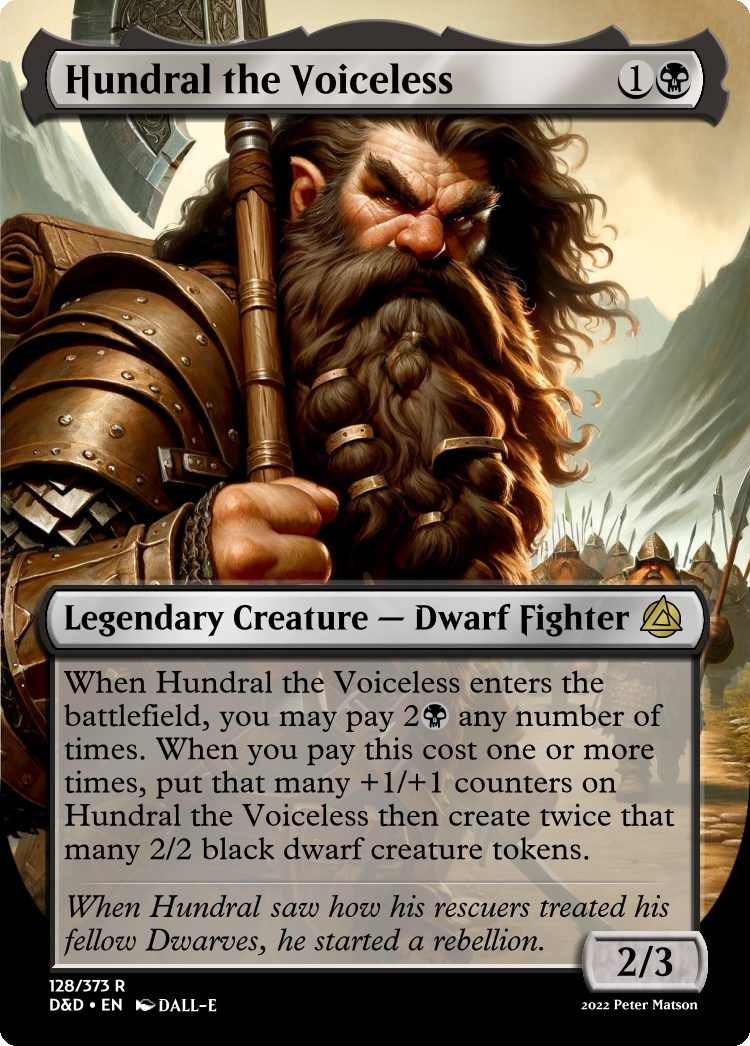 Hundral the Voiceless 1
Legendary Creature — Dwarf Fighter
When Hundral the Voiceless enters the
battlefield, you may pay 2 any number of
times. When you pay this cost one or more
times, put that many +1/+1 counters on
Hundral the Voiceless then create twice that
many 2/2 black dwarf creature tokens.
When Hundral saw how his rescuers treated his
fellow Dwarves, he started a rebellion.
2/3
128/373 R
D&D • EN DALL-E
2022 Peter Matson